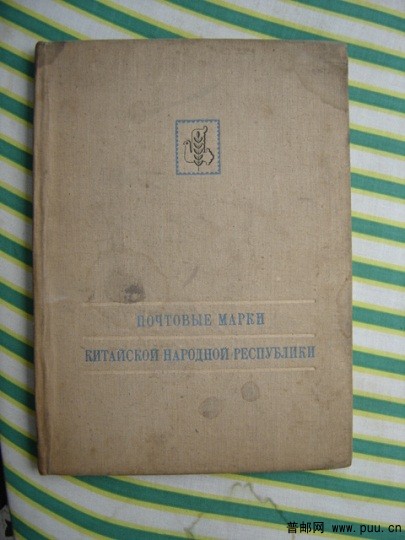 ПОЧТОВЫЕ МАРКИ
КИТАЙСКОЙ НАРОДНОЙ РЕСПУБЛИКИ
普邮网 www.puu.cn